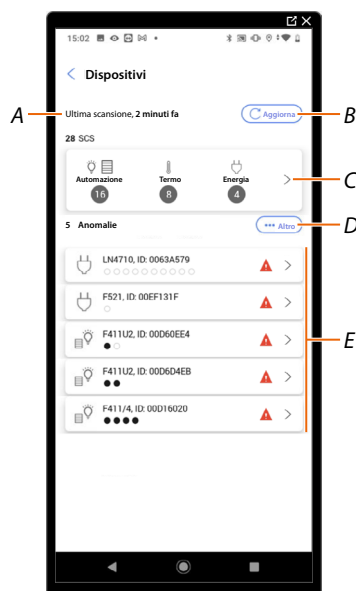 15:02
Dispositivi
A
Ultima scansione, 2 minuti fa
Aggiorna
B
28 SCS
Automazione Termo Energia
16 8 4
C
5 Anomalie
••• Altro
D
LN4710, ID: 0063A579
F521, ID: 00EF131F
F411U2, ID: 00D60EE4
E
F411U2, ID: 00D6D4EB
F411/4, ID: 00D16020